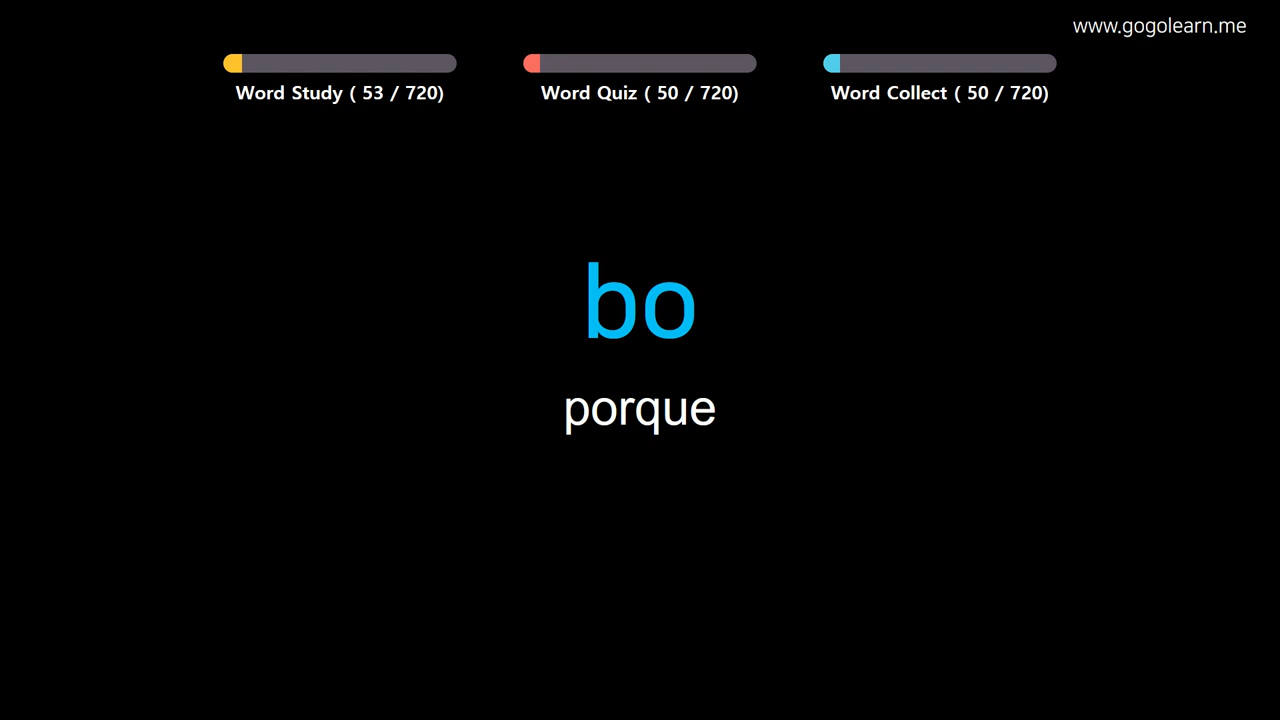 www.gogolearn.me
Word Study ( 53 / 720)
Word Quiz ( 50 / 720)
Word Collect ( 50 / 720)
bo
porque